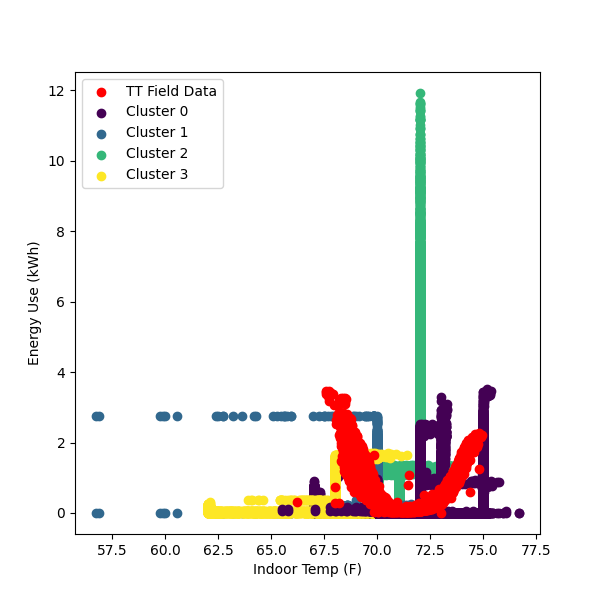 TT Field Data
Cluster 0
Cluster 1
Cluster 2
Cluster 3
12
10
8
6
4
2
0
Energy Use (kWh)
57.5 60.0 62.5 65.0 67.5 70.0 72.5 75.0 77.5
Indoor Temp (F)